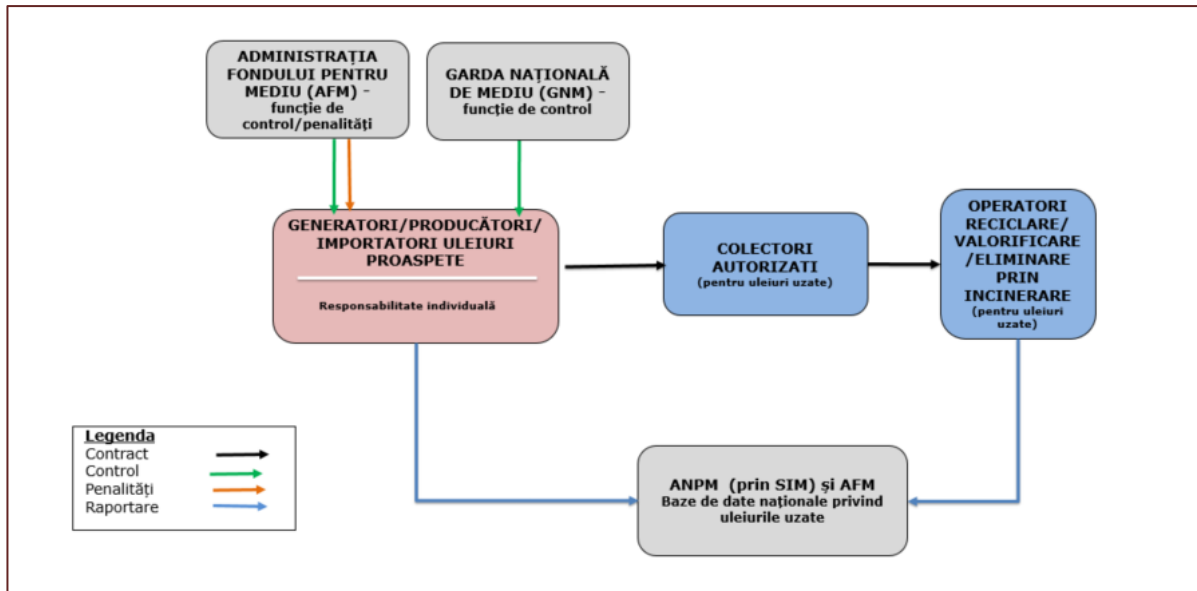 ADMINISTRAȚIA
FONDULUI PENTRU
MEDIU (AFM) -
funcție de
control/penalități
GARDA NAȚIONALĂ
DE MEDIU (GNM) -
funcție de control
GENERATORI/PRODUCĂTORI/
IMPORTATORI ULEIURI
PROASPETE
Responsabilitate individuală
COLECTORI
AUTORIZATI
(pentru uleiuri uzate)
OPERATORI
RECICLARE/
VALORIFICARE
/ELIMINARE
PRIN
INCINERARE
(pentru uleiuri
uzate)
Legenda
Contract
Control
Penalități
Raportare
ANPM (prin SIM) și AFM
Baze de date naționale privind
uleiurile uzate